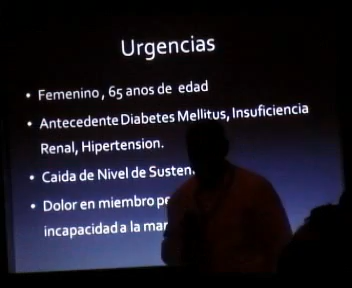 Urgencias
• Femenino, 65 anos de edad
• Antecedente Diabetes Mellitus, Insuficiencia
Renal, Hipertension.
• Caida de Nivel de
• Dolor en miembro
incapacidad a la